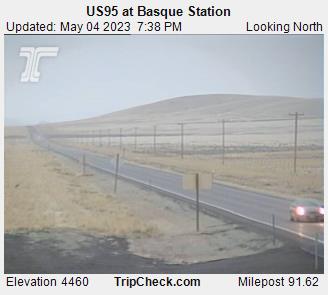 US95 at Basque Station
Updated: May 04 2023 7:38 PM Looking North
Elevation 4460 TripCheck.com Milepost 91.62